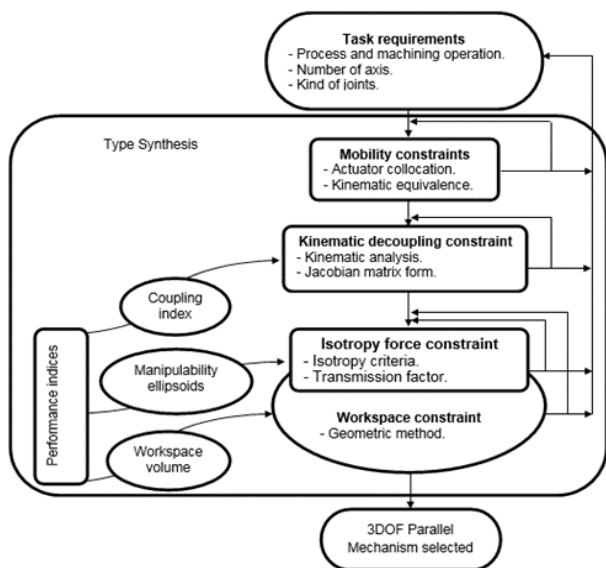 Task requirements
- Process and machining operation.
- Number of axis.
- Kind of joints.
Type Synthesis
Mobility constraints
- Actuator collocation.
- Kinematic equivalence.
Kinematic decoupling constraint
- Kinematic analysis.
- Jacobian matrix form.
Coupling
index
Isotropy force constraint
- Isotropy criteria.
- Transmission factor.
Manipulability
ellipsoids
Performance indices
Workspace constraint
- Geometric method.
Workspace
volume
3DOF Parallel
Mechanism selected